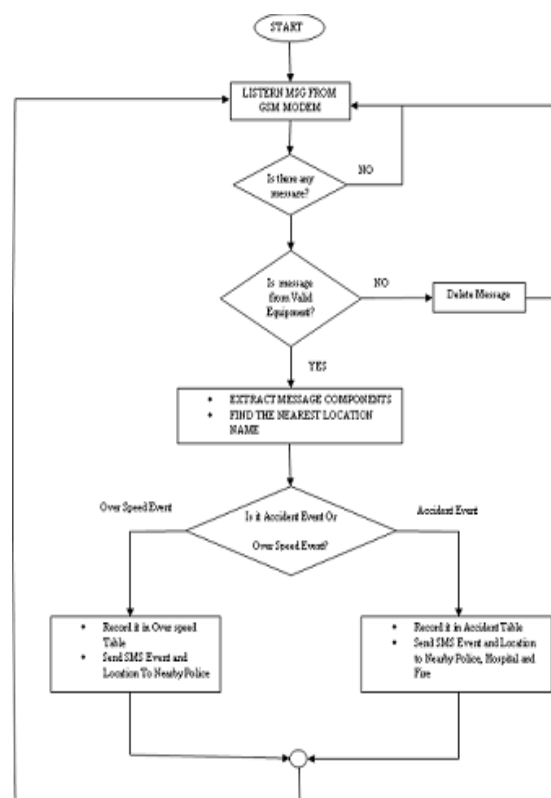 START
LISTERN MSG FROM
GSM MODEM
Is there any
message?
NO
Is message
from Valid
Equipment?
NO
Delete Message
YES
• EXTRACT MESSAGE COMPONENTS
• FIND THE NEAREST LOCATION
NAME
Over Speed Event
Is it Accident Event Or
Over Speed Event?
Accident Event
• Record it in Over speed
Table
• Send SMS Event and
Location To Nearby Police
• Record it in Accident Table
• Send SMS Event and Location
to Nearby Police, Hospital and
Fire